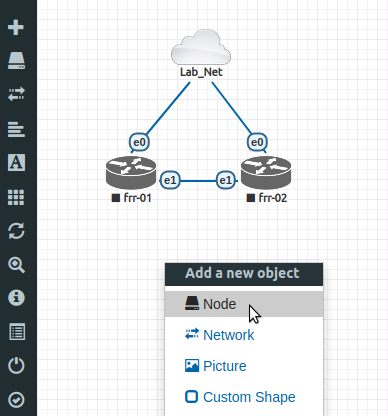 Lab_Net
e0
e0
e1
e1
frr-01
frr-02
Add a new object
Node
Network
Picture
Custom Shape